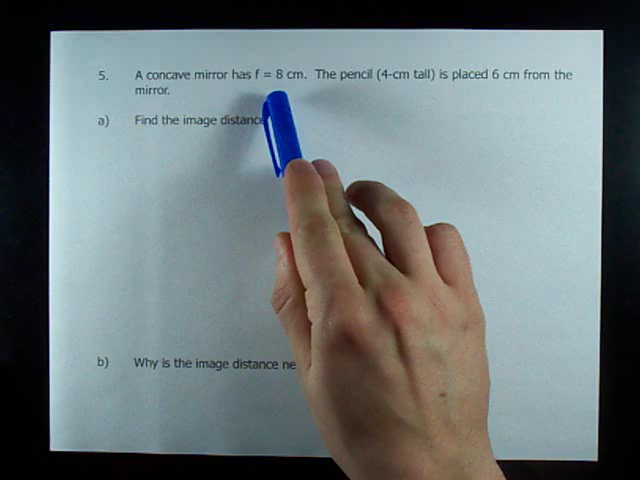 5. A concave mirror has f = 8 cm. The pencil (4-cm tall) is placed 6 cm from the
mirror.
a) Find the image distance
b) Why is the image distance ne